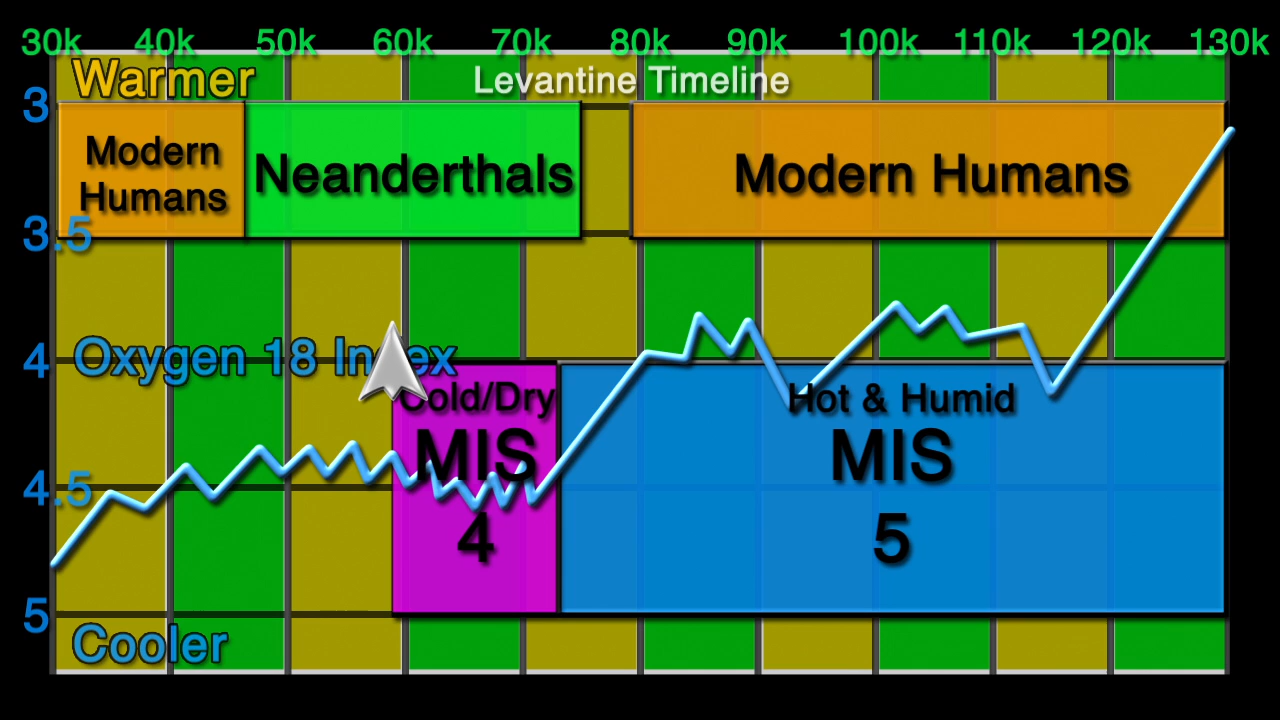 30k 40k 50k 60k 70k 80k 90k 100k 110k 120k 130k
Warmer
Levantine Timeline
3
Modern
Humans
Neanderthals
Modern Humans
3.5
4
Oxygen 18 Index
Cold/Dry
MIS
4
Hot & Humid
MIS
5
4.5
5
Cooler